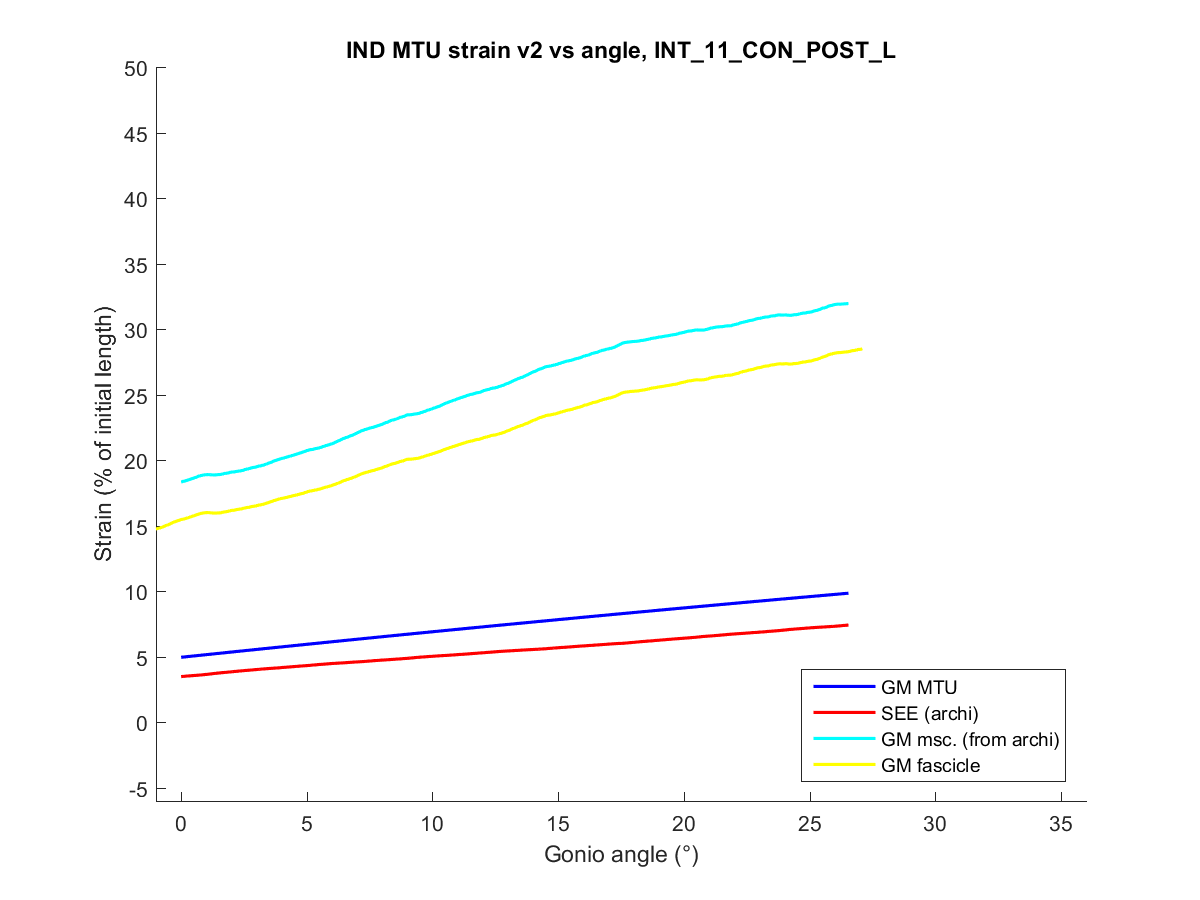 IND MTU strain v2 vs angle, INT_11_CON_POST_L
50
45
40
35
30
25
20
15
10
5
0
-5
Strain (% of initial length)
0 5 10 15 20 25 30 35
Gonio angle (°)
GM MTU
SEE (archi)
GM msc. (from archi)
GM fascicle